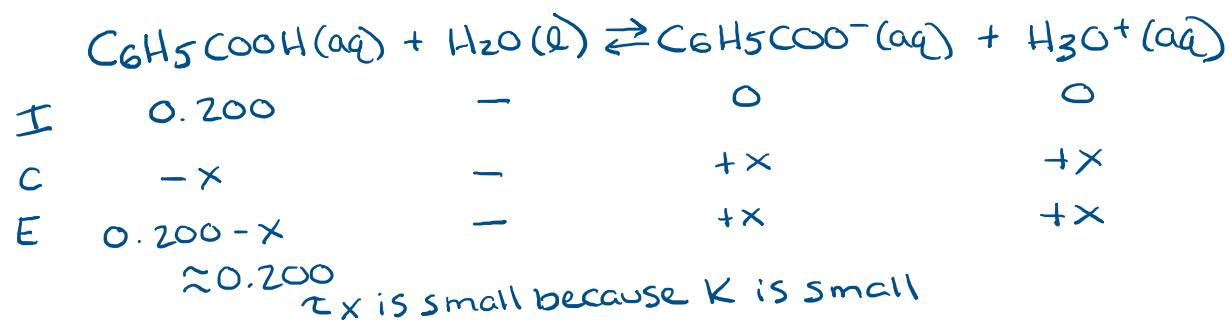 C6H5COOH(aq) + H2O(l) ⇄ C6H5COO⁻(aq) + H3O⁺(aq)
I 0.200 – 0 0
C –x – +x +x
E 0.200–x – +x +x
≈0.200
x is small because K is small